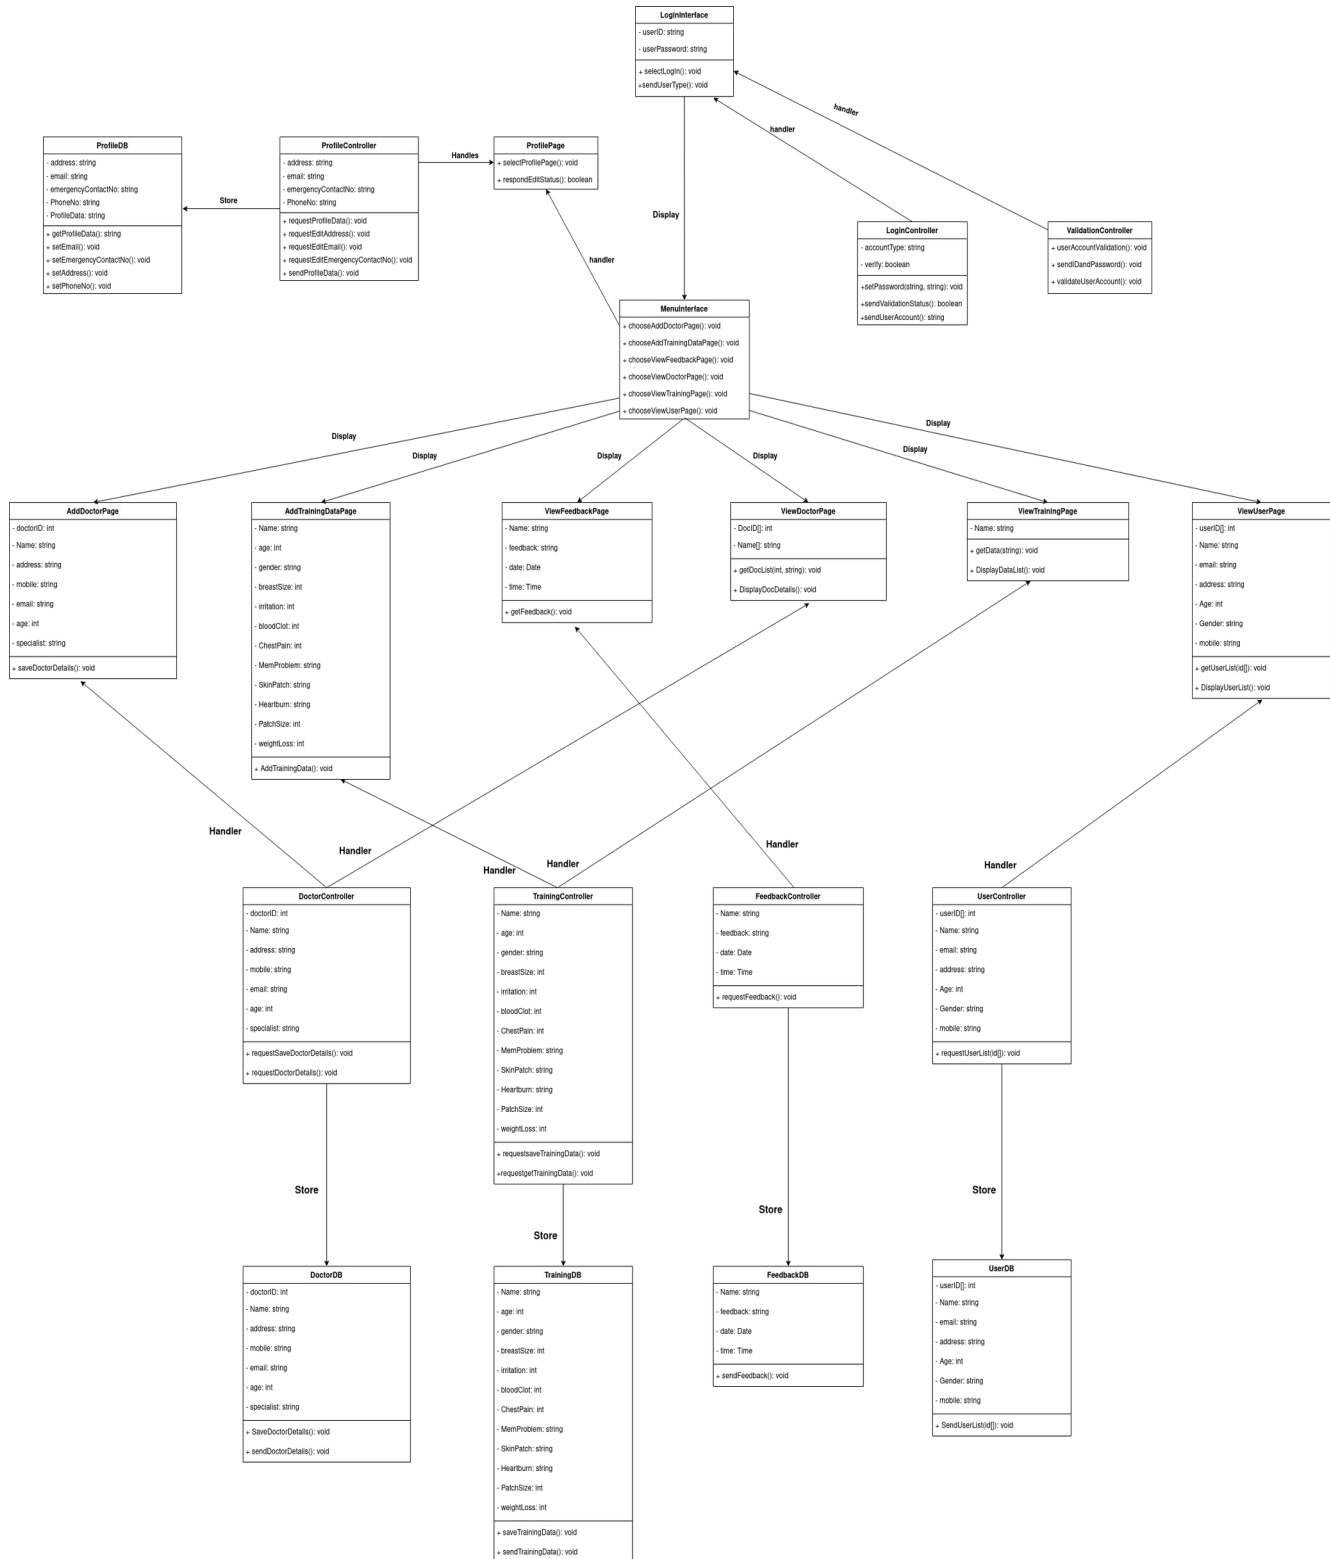 LoginInterface
- userID: string
- userPassword: string
+ selectLogin(): void
+sendUserType(): void
handler
handler
ProfileDB
- address: string
- email: string
- emergencyContactNo: string
- PhoneNo: string
- ProfileData: string
+ getProfileData(): string
+ setEmail(): void
+ setEmergencyContactNo(): void
+ setAddress(): void
+ setPhoneNo(): void
Store
ProfileController
- address: string
- email: string
- emergencyContactNo: string
- PhoneNo: string
+ requestProfileData(): void
+ requestEditAddress(): void
+ requestEditEmail(): void
+ requestEditEmergencyContactNo(): void
+ sendProfileData(): void
Handles
ProfilePage
+ selectProfilePage(): void
+ respondEditStatus(): boolean
handler
Display
LoginController
- accountType: string
- verify: boolean
+setPassword(string, string): void
+sendValidationStatus(): boolean
+sendUserAccount(): string
ValidationController
+ userAccountValidation(): void
+ sendIDandPassword(): void
+ validateUserAccount(): void
MenuInterface
+ chooseAddDoctorPage(): void
+ chooseAddTrainingDataPage(): void
+ chooseViewFeedbackPage(): void
+ chooseViewDoctorPage(): void
+ chooseViewTrainingPage(): void
+ chooseViewUserPage(): void
Display
Display
Display
Display
Display
Display
AddDoctorPage
- doctorID: int
- Name: string
- address: string
- mobile: string
- email: string
- age: int
- specialist: string
+ saveDoctorDetails(): void
AddTrainingDataPage
- Name: string
- age: int
- gender: string
- breastSize: int
- irritation: int
- bloodClot: int
- ChestPain: int
- MemProblem: string
- SkinPatch: string
- Heartburn: string
- PatchSize: int
- weightLoss: int
+ AddTrainingData(): void
ViewFeedbackPage
- Name: string
- feedback: string
- date: Date
- time: Time
+ getFeedback(): void
ViewDoctorPage
- DocID[]: int
- Name[]: string
+ getDocList(int, string): void
+ DisplayDocDetails(): void
ViewTrainingPage
- Name: string
+ getData(string): void
+ DisplayDataList(): void
ViewUserPage
- userID[]: int
- Name: string
- email: string
- address: string
- Age: int
- Gender: string
- mobile: string
+ getUserList(id[]): void
+ DisplayUserList(): void
Handler
Handler
Handler
Handler
Handler
Handler
DoctorController
- doctorID: int
- Name: string
- address: string
- mobile: string
- email: string
- age: int
- specialist: string
+ requestSaveDoctorDetails(): void
+ requestDoctorDetails(): void
TrainingController
- Name: string
- age: int
- gender: string
- breastSize: int
- irritation: int
- bloodClot: int
- ChestPain: int
- MemProblem: string
- SkinPatch: string
- Heartburn: string
- PatchSize: int
- weightLoss: int
+ requestsaveTrainingData(): void
+requestgetTrainingData(): void
FeedbackController
- Name: string
- feedback: string
- date: Date
- time: Time
+ requestFeedback(): void
UserController
- userID[]: int
- Name: string
- email: string
- address: string
- Age: int
- Gender: string
- mobile: string
+ requestUserList(id[]): void
Store
Store
Store
Store
DoctorDB
- doctorID: int
- Name: string
- address: string
- mobile: string
- email: string
- age: int
- specialist: string
+ SaveDoctorDetails(): void
+ sendDoctorDetails(): void
TrainingDB
- Name: string
- age: int
- gender: string
- breastSize: int
- irritation: int
- bloodClot: int
- ChestPain: int
- MemProblem: string
- SkinPatch: string
- Heartburn: string
- PatchSize: int
- weightLoss: int
+ saveTrainingData(): void
+ sendTrainingData(): void
FeedbackDB
- Name: string
- feedback: string
- date: Date
- time: Time
+ sendFeedback(): void
UserDB
- userID[]: int
- Name: string
- email: string
- address: string
- Age: int
- Gender: string
- mobile: string
+ SendUserList(id[]): void